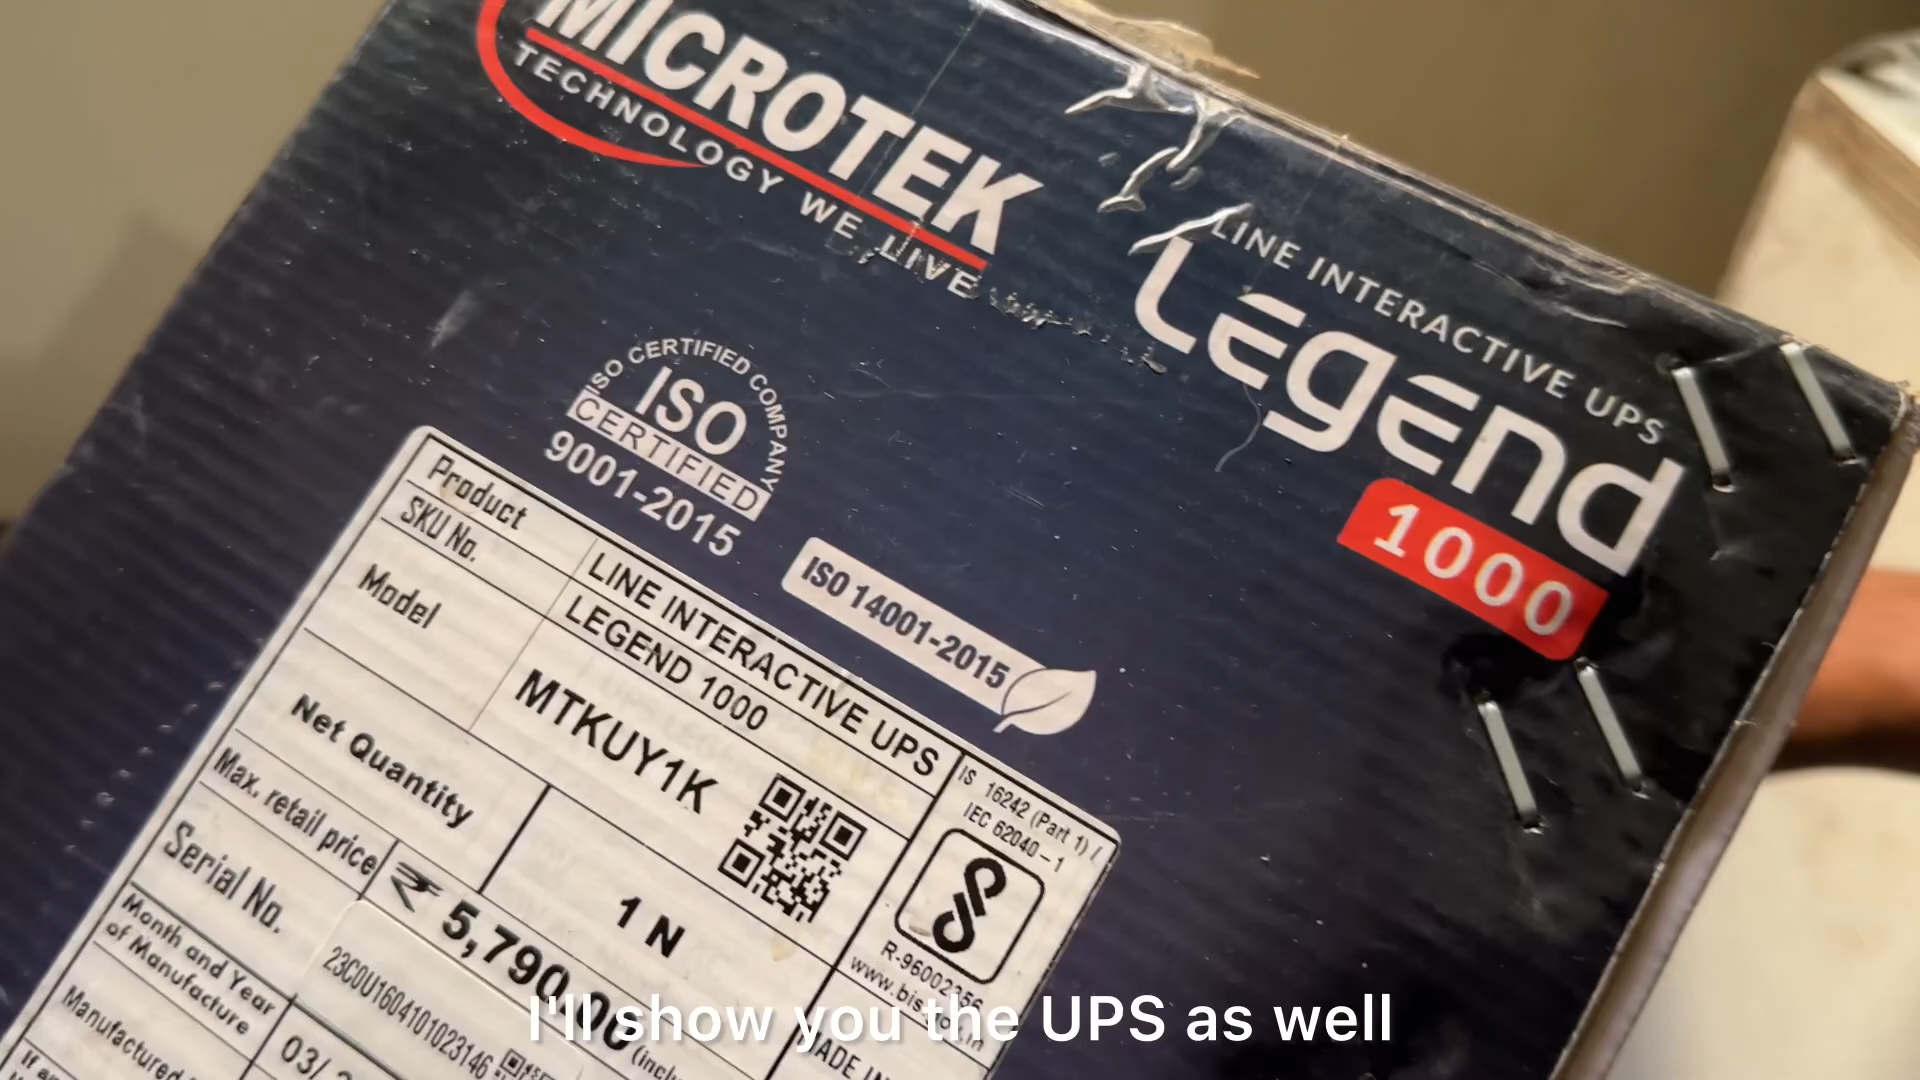 MICROTEK
TECHNOLOGY WE LIVE
LINE INTERACTIVE UPS
Legend
1000
ISO CERTIFIED COMPANY
ISO
CERTIFIED
9001-2015
ISO 14001-2015
Product
LINE INTERACTIVE UPS
SKU No.
LEGEND 1000
Model
MTKUY1K
IS 16242 (Part 1) /
IEC 62040-1
R-96002356
Net Quantity
1 N
Max. retail price
₹ 5,790.00
Serial No.
23C0U1604101023146
Month and Year
of Manufacture
03/
Manufactured
I'll show you the UPS as well